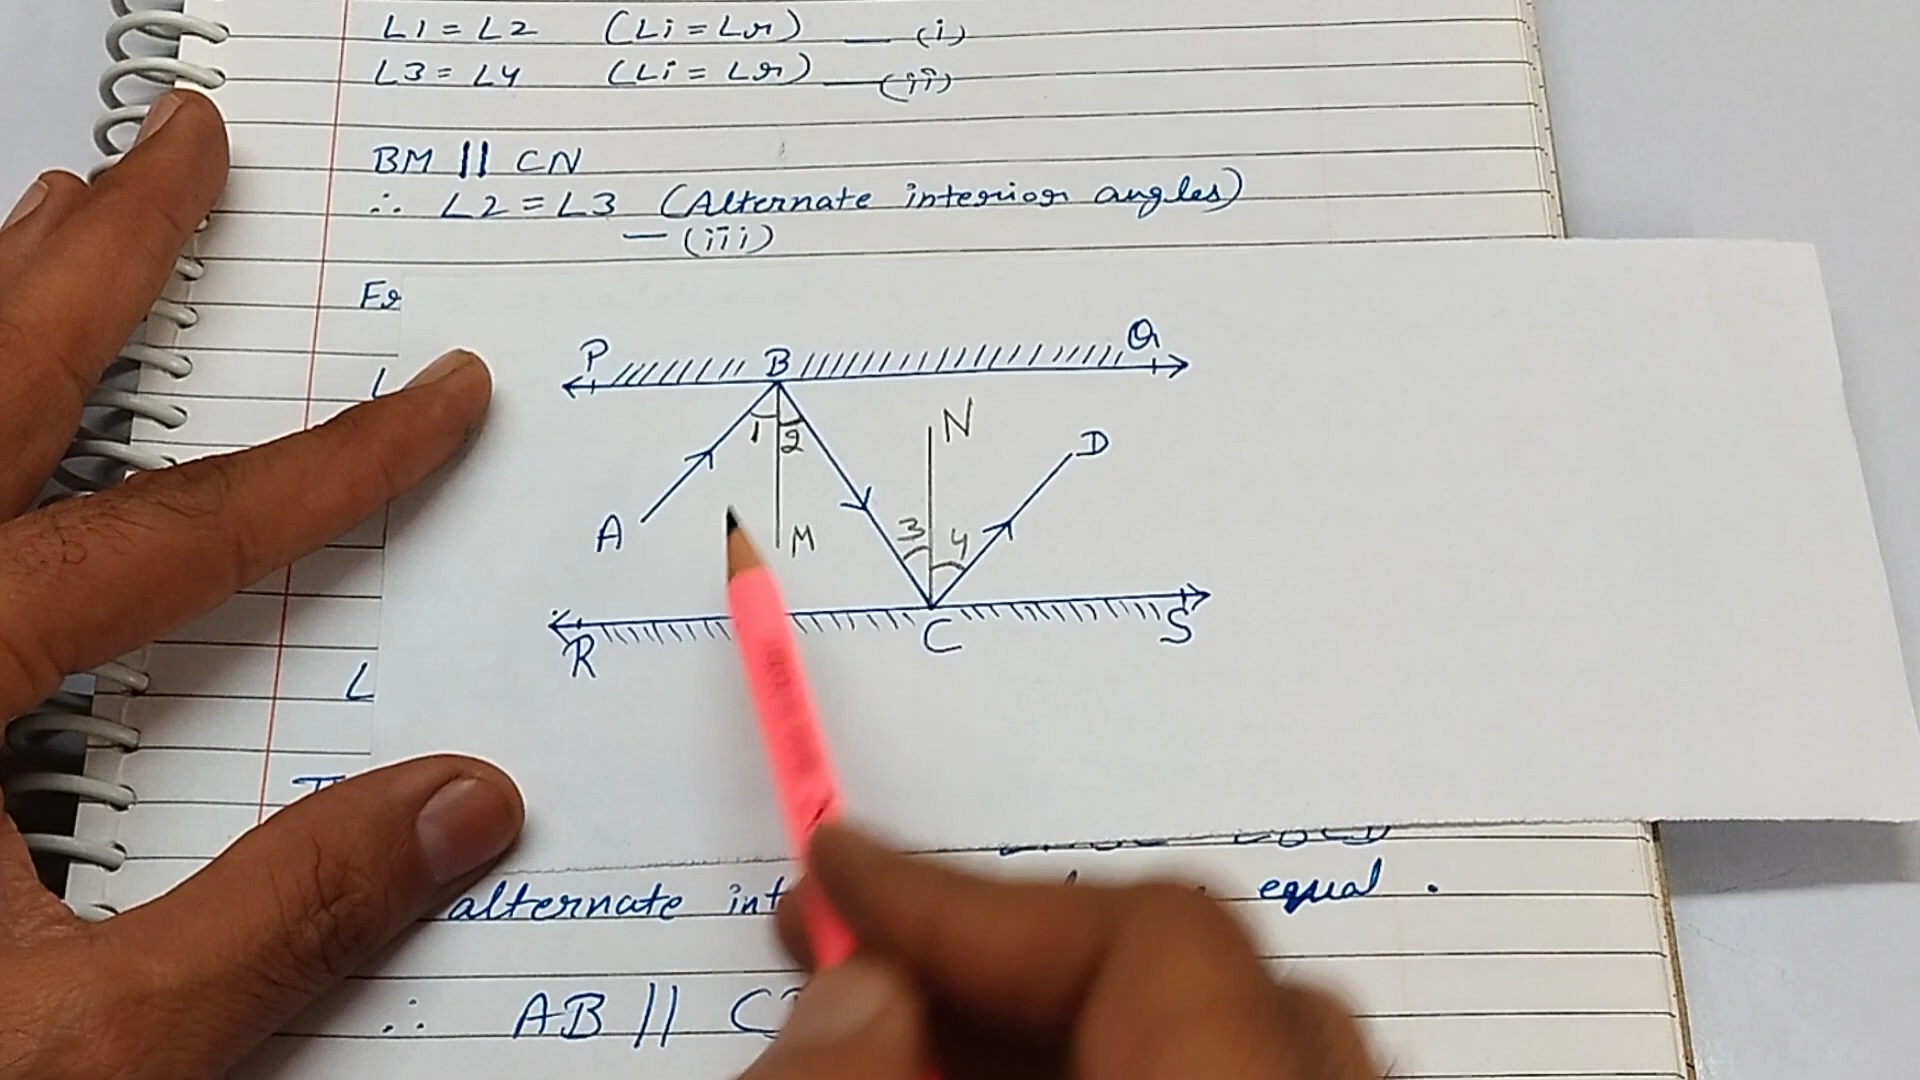 ∠1 = ∠2 (∠i = ∠r) — (i)
∠3 = ∠4 (∠i = ∠r) — (ii)
BM || CN
∴ ∠2 = ∠3 (Alternate interior angles)
— (iii)
P B Q
1 2 N D
A M 3 4
R C S
alternate int equal .
∴ AB || C